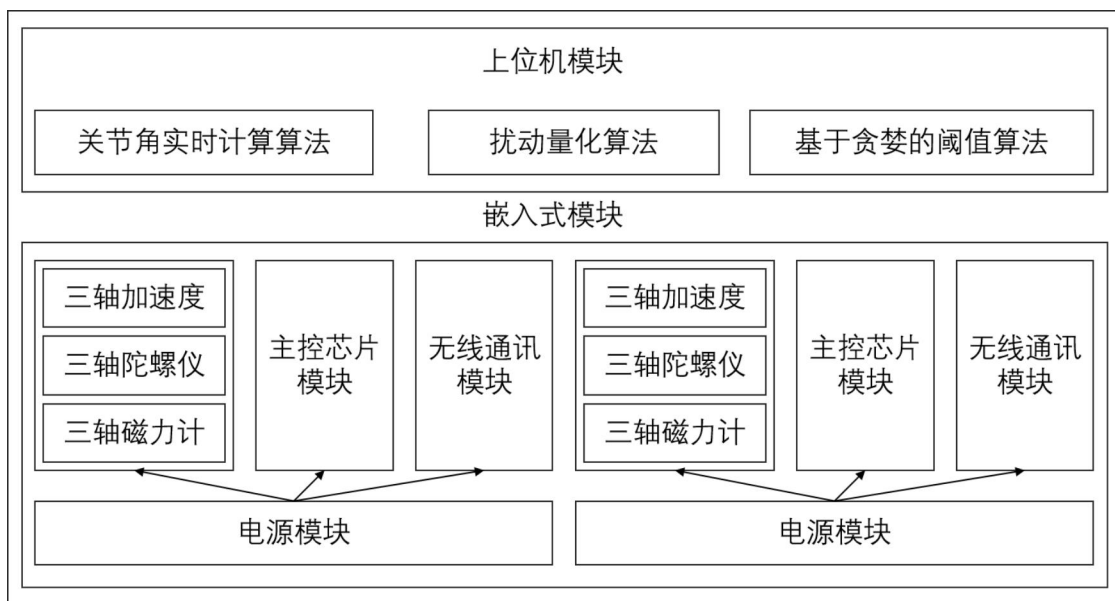 上位机模块
关节角实时计算算法
扰动量化算法
基于贪婪的阈值算法
嵌入式模块
三轴加速度
三轴陀螺仪
三轴磁力计
主控芯片
模块
无线通讯
模块
三轴加速度
三轴陀螺仪
三轴磁力计
主控芯片
模块
无线通讯
模块
电源模块
电源模块